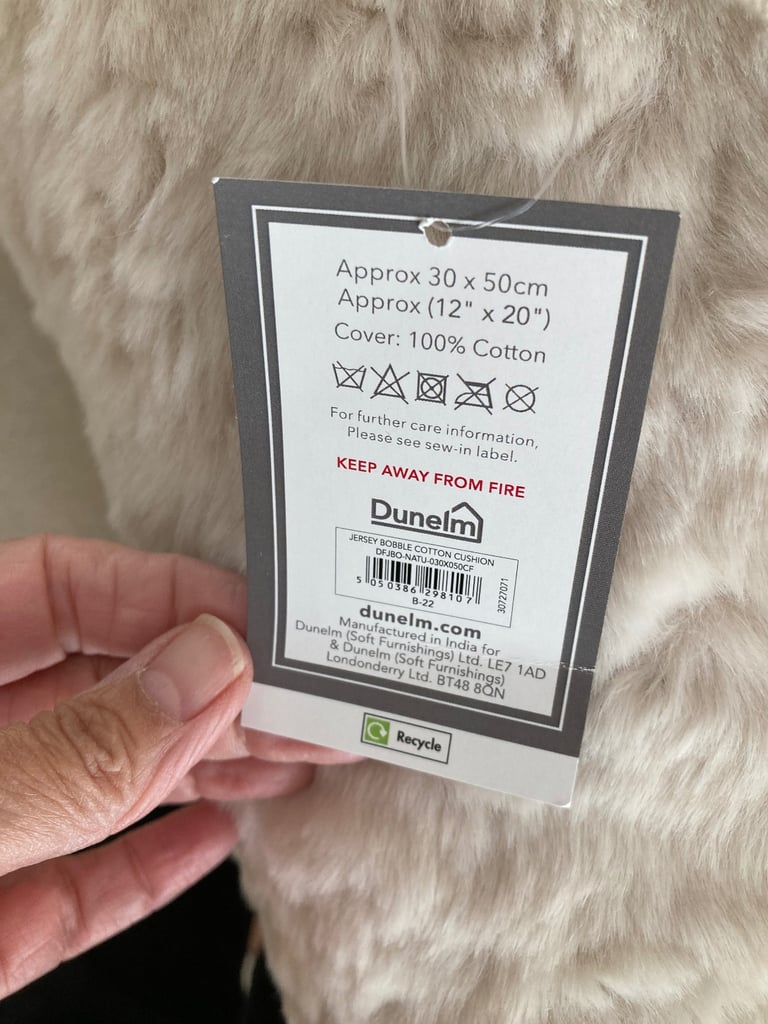 Approx 30 x 50cm
Approx (12" x 20")
Cover: 100% Cotton
For further care information,
Please see sew-in label.
KEEP AWAY FROM FIRE
Dunelm
JERSEY BOBBLE COTTON CUSHION
DFJBO-NATU-030X050CF
5 050386 298107
B-22
30727071
dunelm.com
Manufactured in India for
Dunelm (Soft Furnishings) Ltd. LE7 1AD
& Dunelm (Soft Furnishings)
Londonderry Ltd. BT48 8QN
Recycle